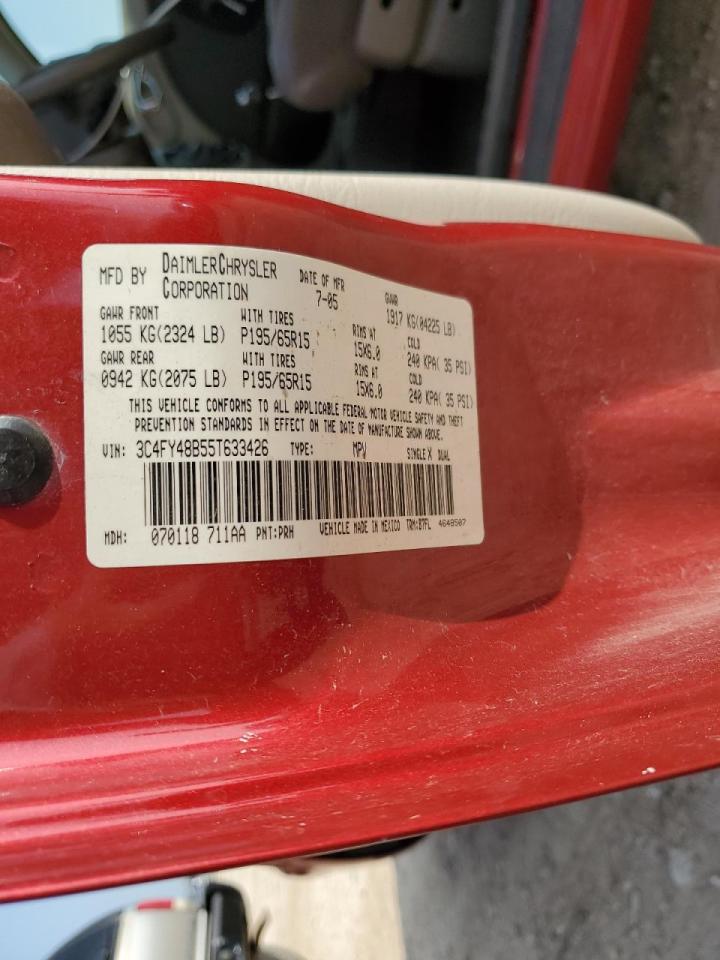 MFD BY DAIMLERCHRYSLER CORPORATION DATE OF MFR 7-05 GAWR 1917 KG(04225 LB)
GAWR FRONT WITH TIRES RIMS AT COLD
1055 KG(2324 LB) P195/65R15 15X6.0 240 KPA( 35 PSI)
GAWR REAR WITH TIRES RIMS AT COLD
0942 KG(2075 LB) P195/65R15 15X6.0 240 KPA( 35 PSI)
THIS VEHICLE CONFORMS TO ALL APPLICABLE FEDERAL MOTOR VEHICLE SAFETY AND THEFT
PREVENTION STANDARDS IN EFFECT ON THE DATE OF MANUFACTURE SHOWN ABOVE.
VIN: 3C4FY48B55T633426 TYPE: MPV SINGLE X DUAL
MDH: 070118 711AA PNT:PRH VEHICLE MADE IN MEXICO TRM:B7FL 4648507